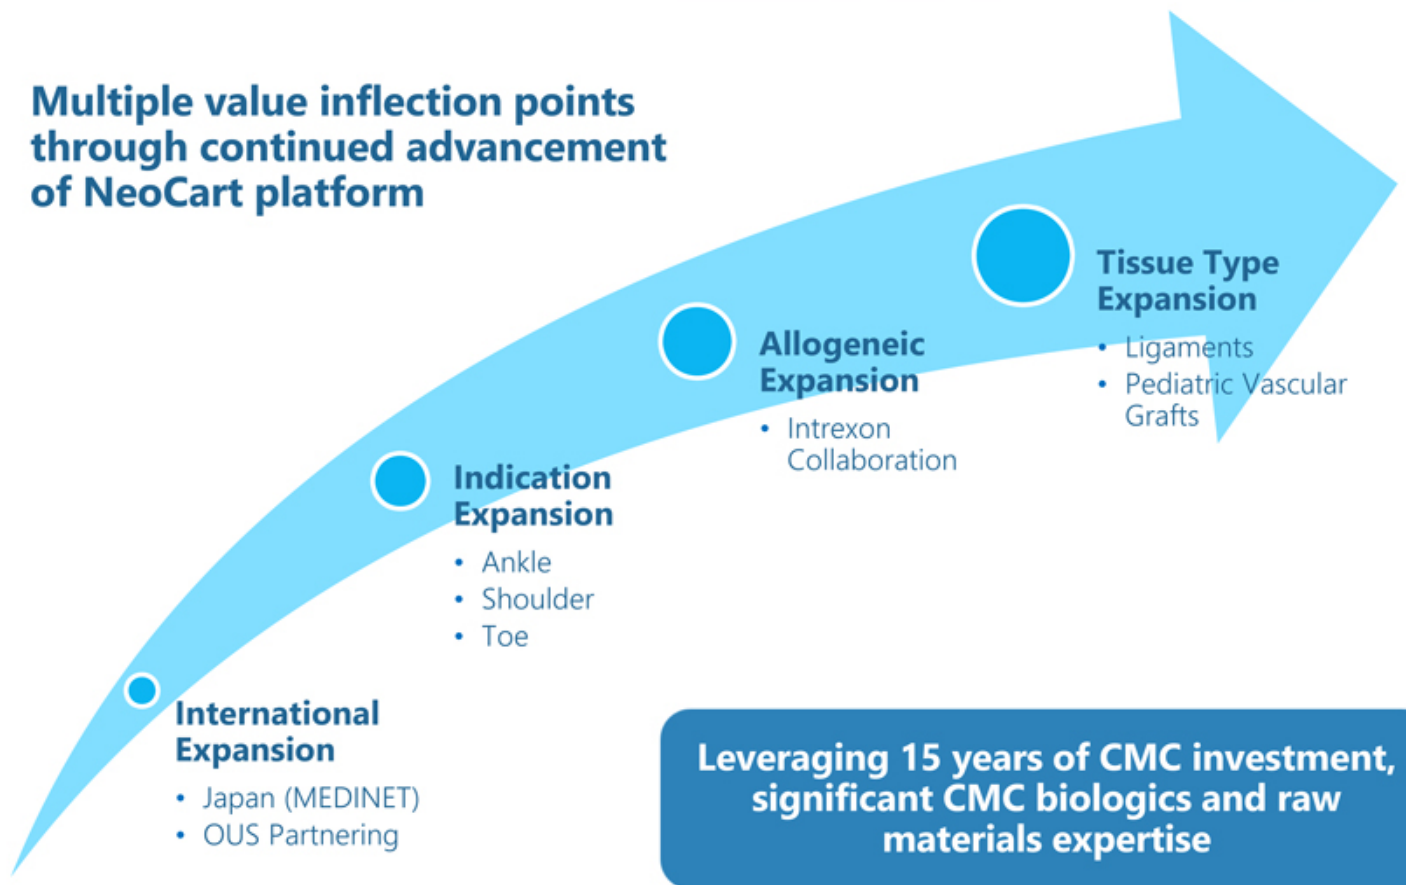 Multiple value inflection points
through continued advancement
of NeoCart platform
Tissue Type
Expansion
• Ligaments
• Pediatric Vascular
Grafts
Allogeneic
Expansion
• Intrexon
Collaboration
Indication
Expansion
• Ankle
• Shoulder
• Toe
International
Expansion
• Japan (MEDINET)
• OUS Partnering
Leveraging 15 years of CMC investment,
significant CMC biologics and raw
materials expertise